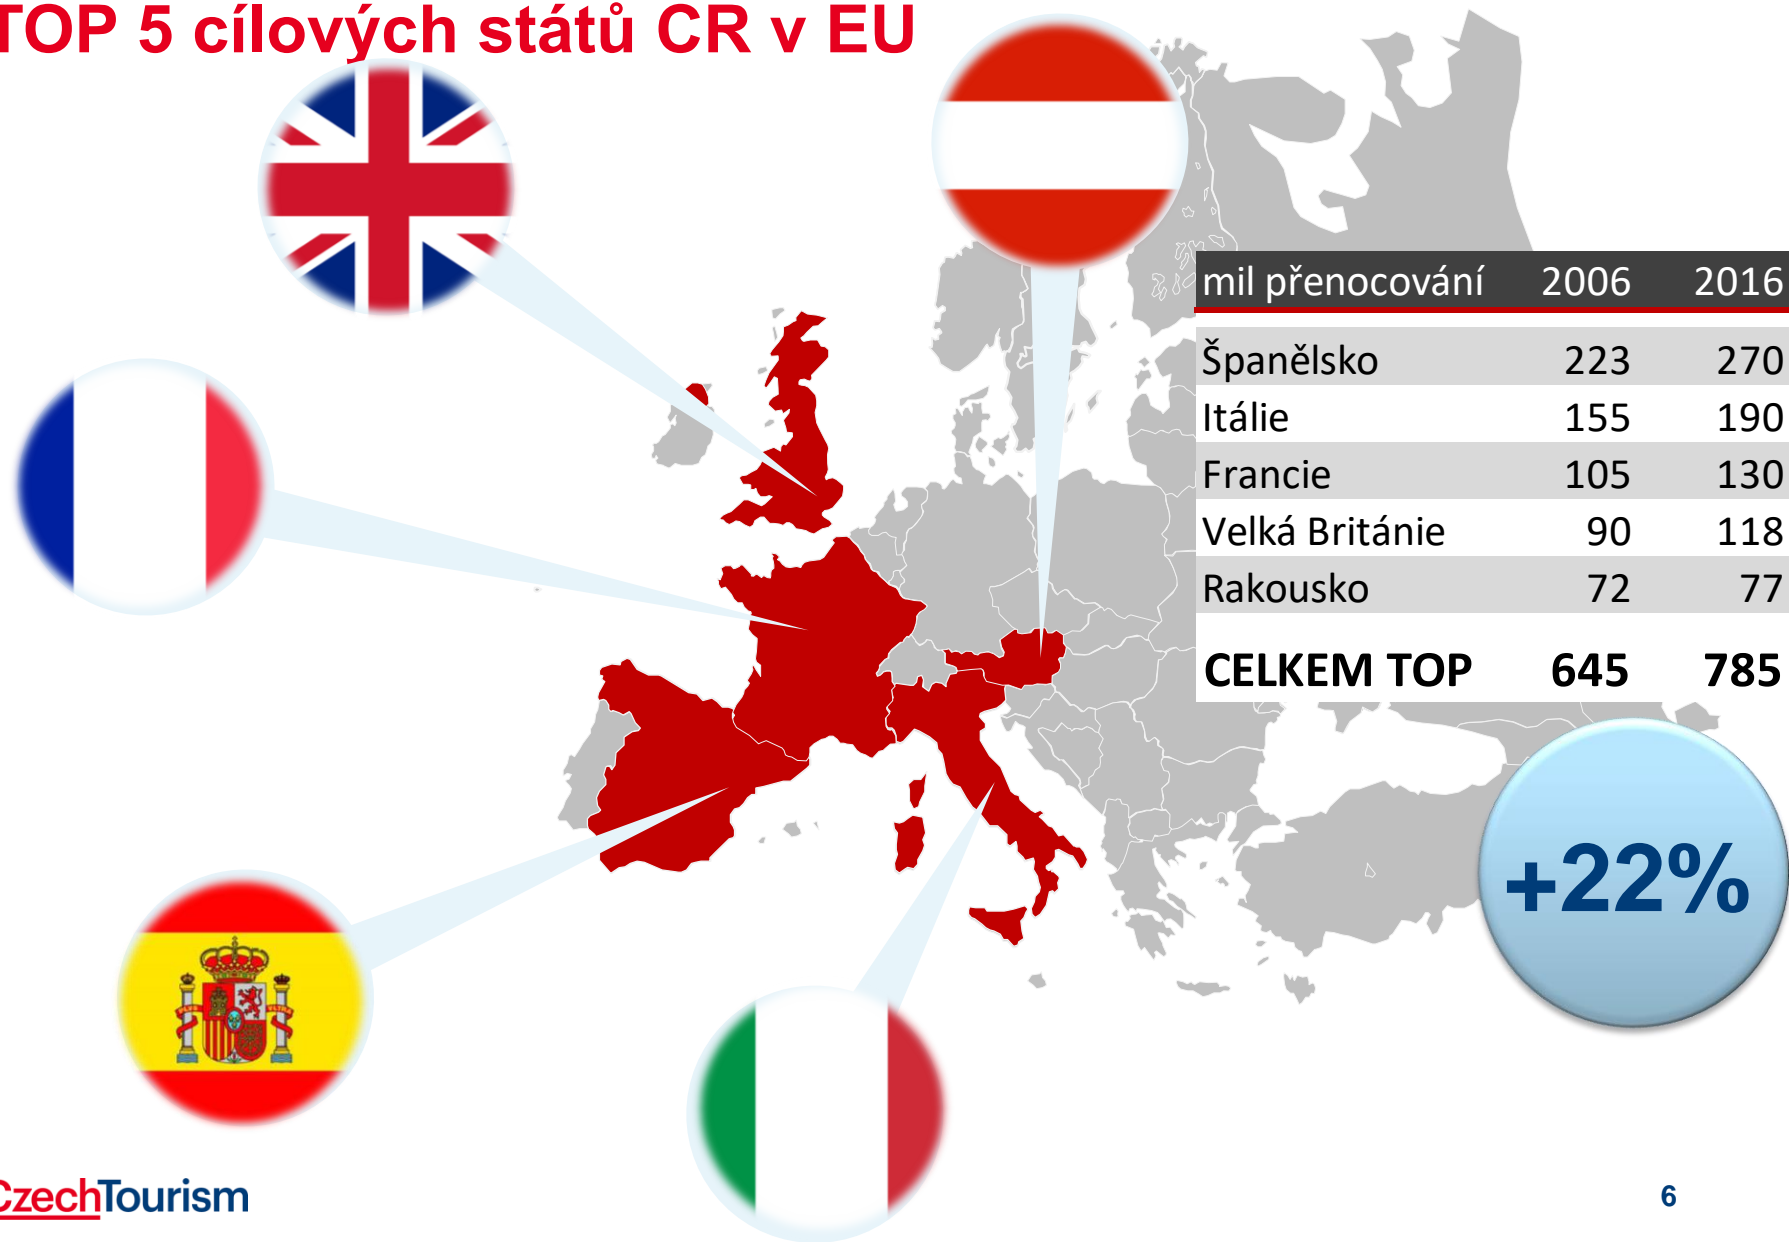 TOP 5 cílových států CR v EU
mil přenocování 2006 2016
Španělsko 223 270
Itálie 155 190
Francie 105 130
Velká Británie 90 118
Rakousko 72 77
CELKEM TOP 645 785
+22%
CzechTourism
6